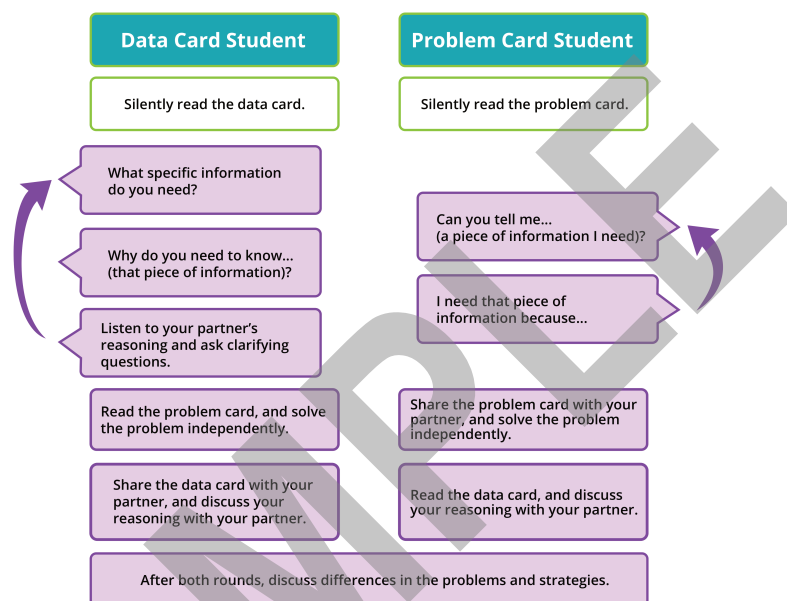 Data Card Student
Problem Card Student
Silently read the data card.
Silently read the problem card.
What specific information
do you need?
Can you tell me...
(a piece of information I need)?
Why do you need to know...
(that piece of information)?
I need that piece of
information because...
Listen to your partner’s
reasoning and ask clarifying
questions.
Read the problem card, and solve
the problem independently.
Share the problem card with your
partner, and solve the problem
independently.
Share the data card with your
partner, and discuss your
reasoning with your partner.
Read the data card, and discuss
your reasoning with your partner.
After both rounds, discuss differences in the problems and strategies.
MPLE